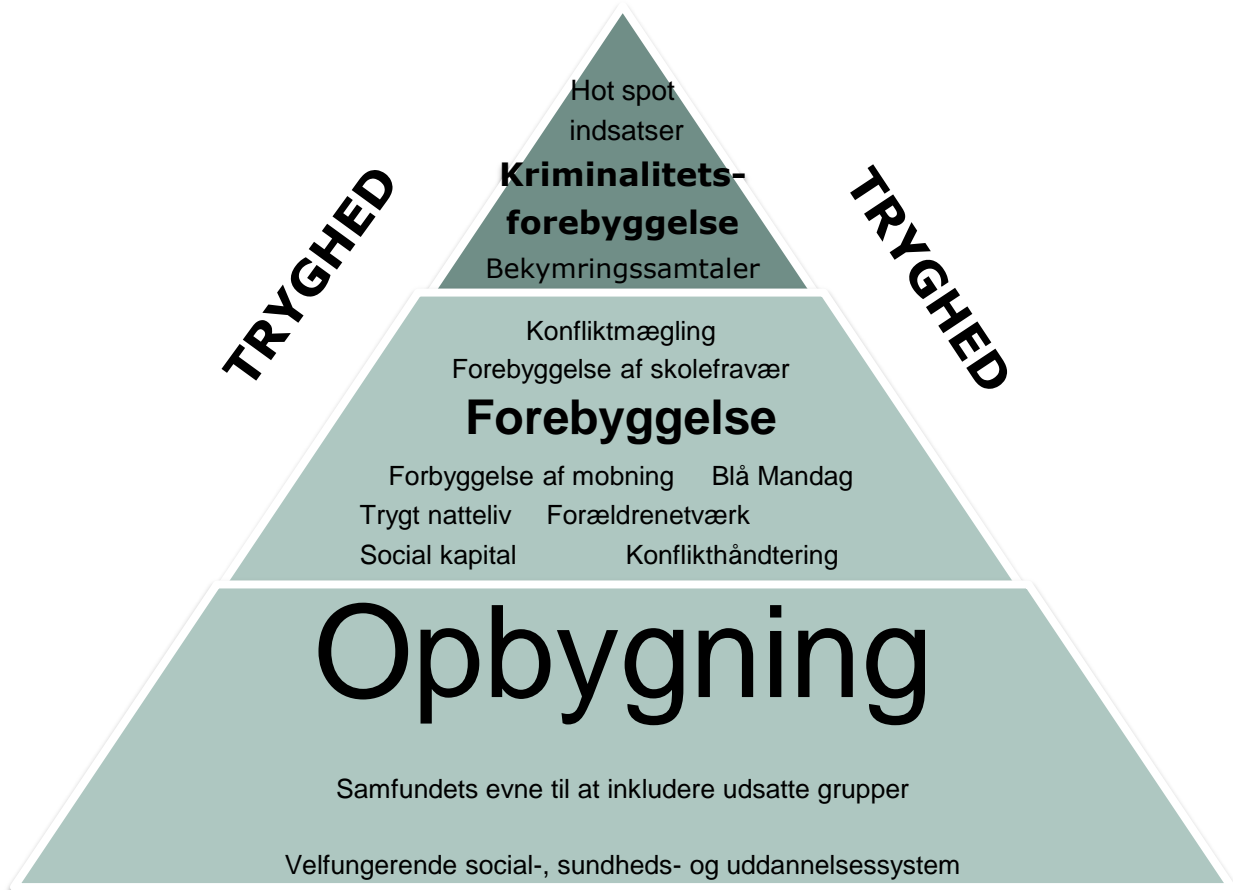 Hot spot
indsatser
Kriminalitets-
forebyggelse
Bekymringssamtaler
TRYGHED
TRYGHED
Konfliktmægling
Forebyggelse af skolefravær
Forebyggelse
Forbyggelse af mobning Blå Mandag
Trygt natteliv Forældrenetværk
Social kapital Konflikthåndtering
Opbygning
Samfundets evne til at inkludere udsatte grupper
Velfungerende social-, sundheds- og uddannelsessystem